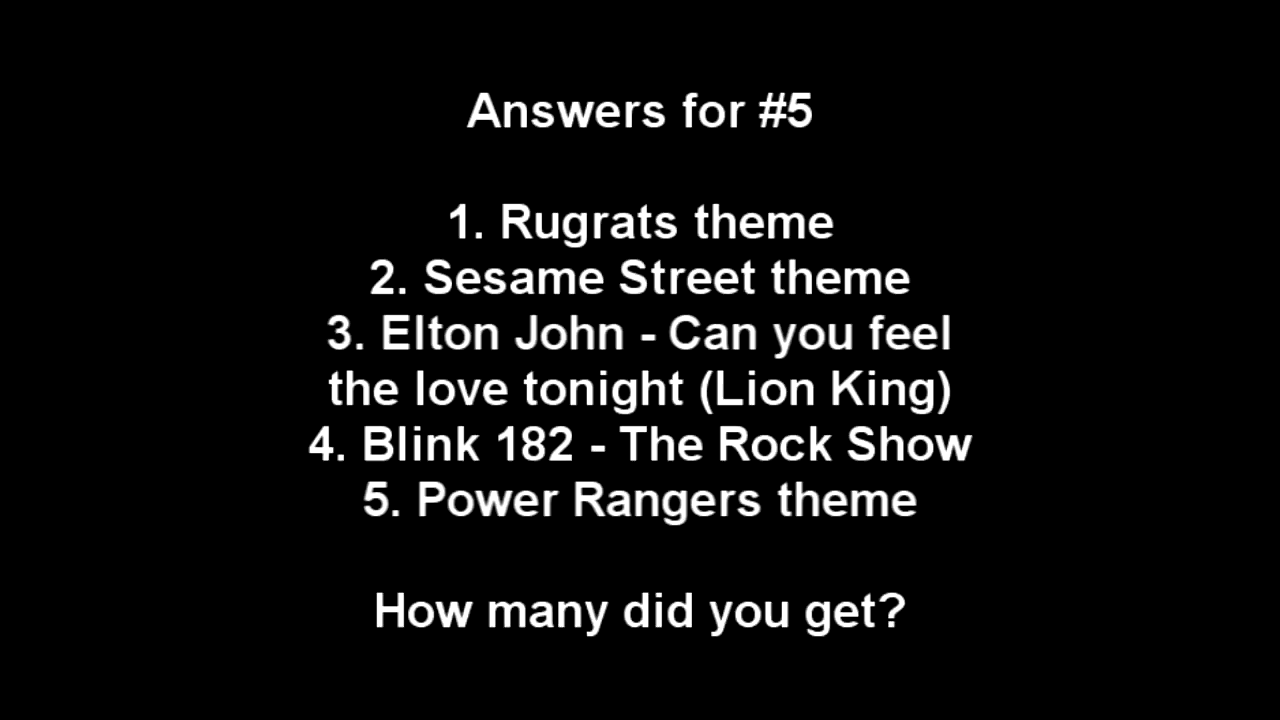 Answers for #5
1. Rugrats theme
2. Sesame Street theme
3. Elton John - Can you feel
the love tonight (Lion King)
4. Blink 182 - The Rock Show
5. Power Rangers theme
How many did you get?